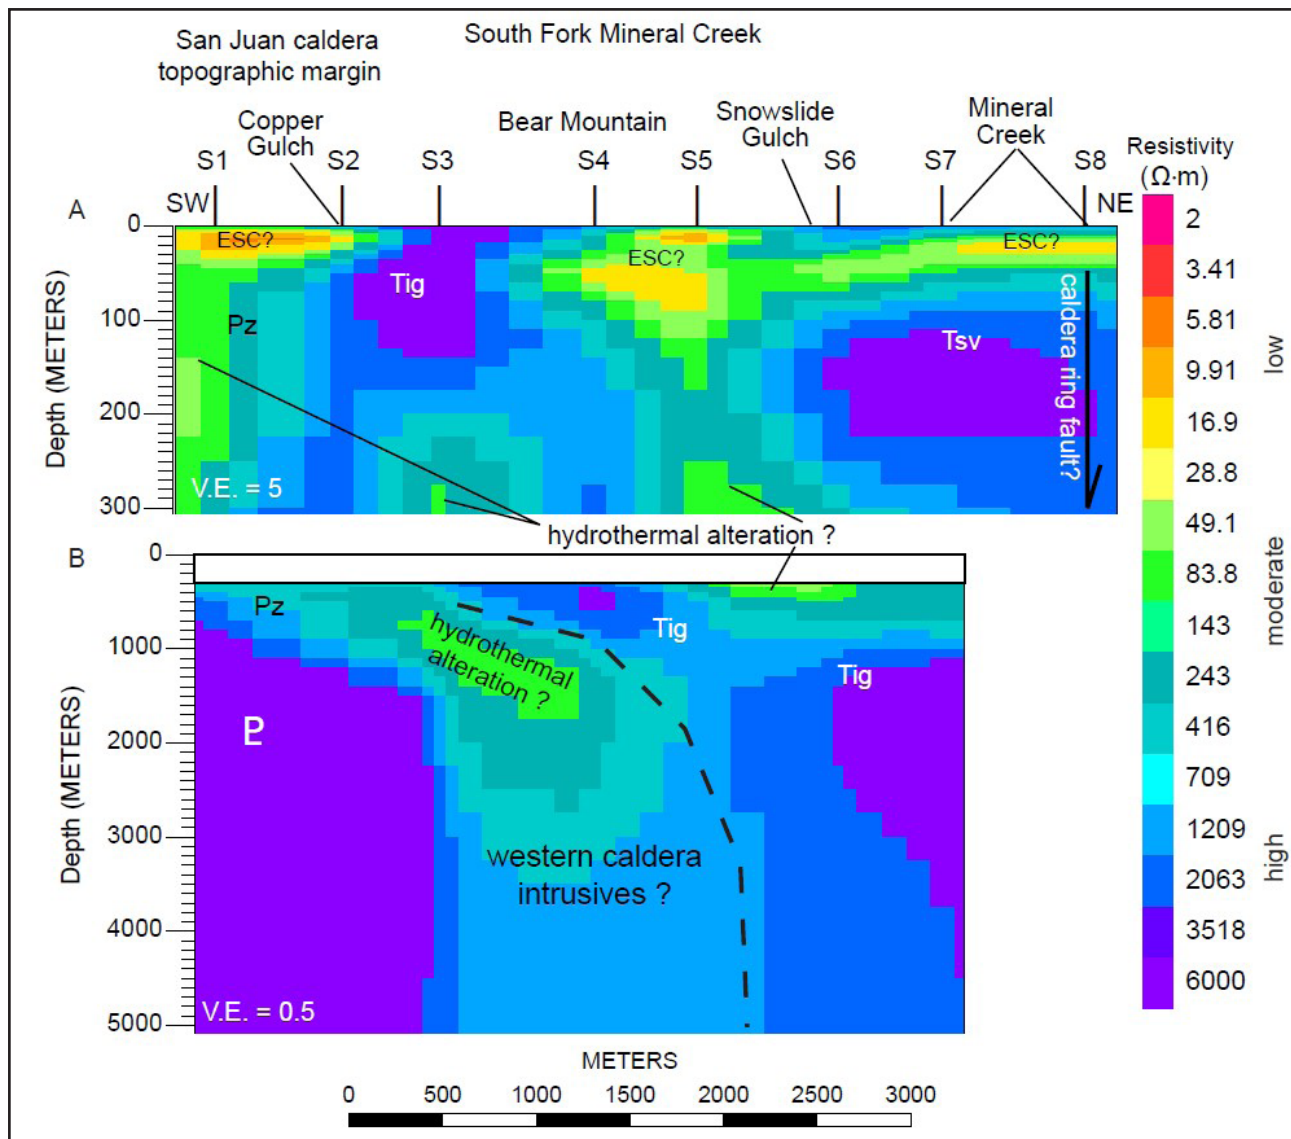 South Fork Mineral Creek
San Juan caldera
topographic margin
Copper
Gulch
Bear Mountain
Snowslide
Gulch
Mineral
Creek
S1
S2
S3
S4
S5
S6
S7
S8
Resistivity
(Ω·m)
A
SW
NE
0
100
200
300
Depth (METERS)
ESC?
ESC?
ESC?
Tig
Pz
Tsv
caldera ring fault?
V.E. = 5
hydrothermal alteration ?
2
3.41
5.81
9.91
16.9
28.8
49.1
83.8
143
243
416
709
1209
2063
3518
6000
low
moderate
high
B
0
1000
2000
3000
4000
5000
Depth (METERS)
Pz
Tig
Tig
hydrothermal
alteration ?
P
western caldera
intrusives ?
V.E. = 0.5
METERS
0 500 1000 1500 2000 2500 3000